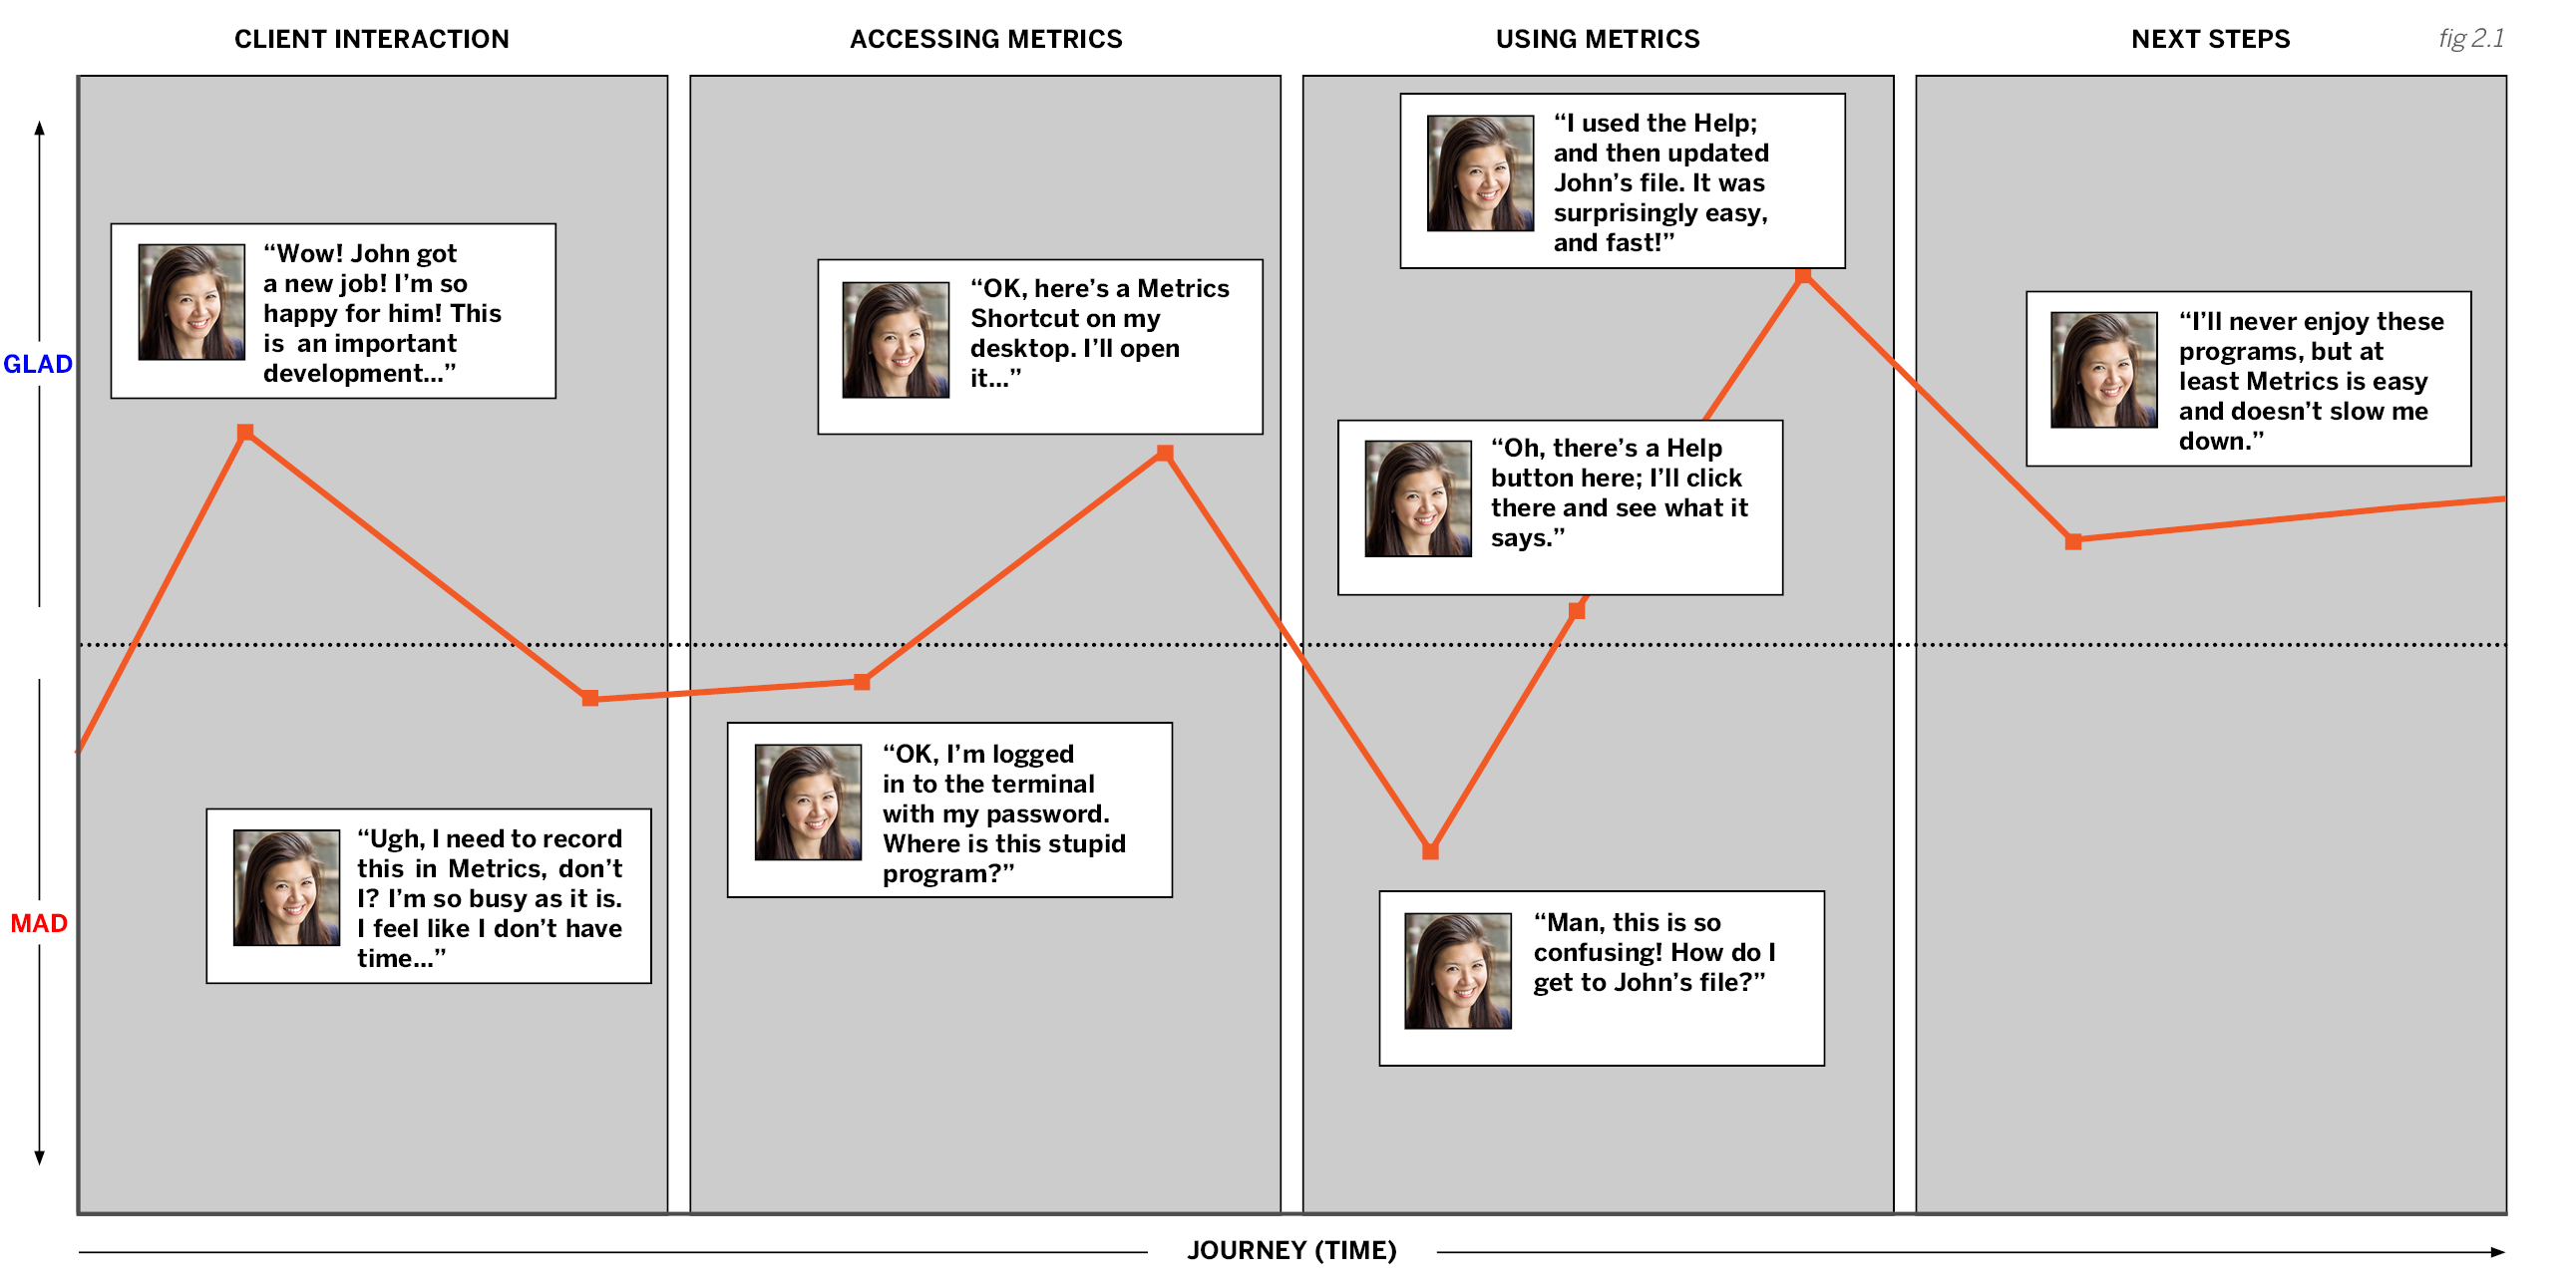 CLIENT INTERACTION
ACCESSING METRICS
USING METRICS
NEXT STEPS
fig 2.1
GLAD
MAD
“Wow! John got
a new job! I’m so
happy for him! This
is an important
development...”
“Ugh, I need to record
this in Metrics, don’t
I? I’m so busy as it is.
I feel like I don’t have
time...”
“OK, I’m logged
in to the terminal
with my password.
Where is this stupid
program?”
“OK, here’s a Metrics
Shortcut on my
desktop. I’ll open
it...”
“Man, this is so
confusing! How do I
get to John’s file?”
“Oh, there’s a Help
button here; I’ll click
there and see what it
says.”
“I used the Help;
and then updated
John’s file. It was
surprisingly easy,
and fast!”
“I’ll never enjoy these
programs, but at
least Metrics is easy
and doesn’t slow me
down.”
JOURNEY (TIME)